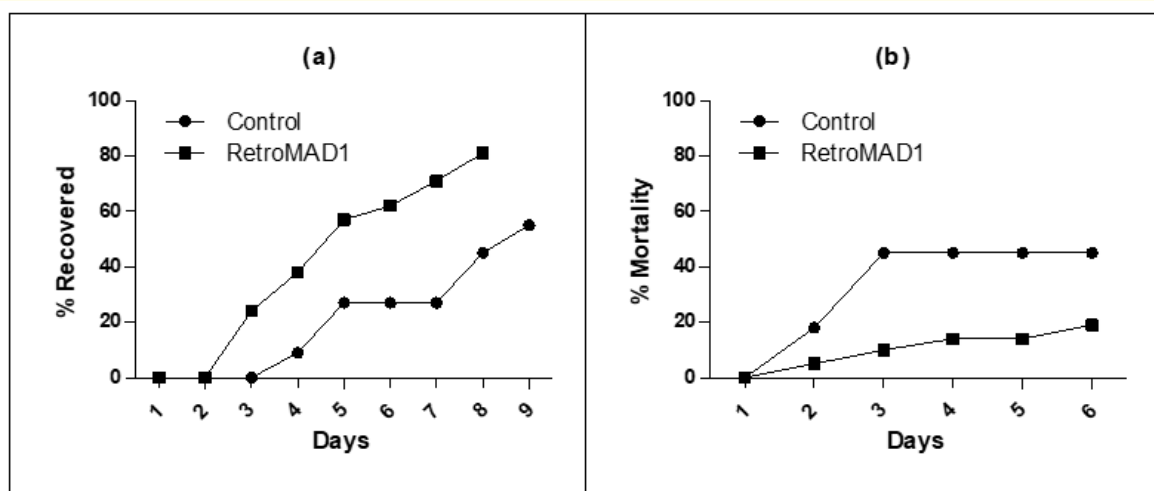 (a)
100
80
60
40
20
0
% Recovered
Control
RetroMAD1
1 2 3 4 5 6 7 8 9
Days
(b)
100
80
60
40
20
0
% Mortality
Control
RetroMAD1
1 2 3 4 5 6
Days